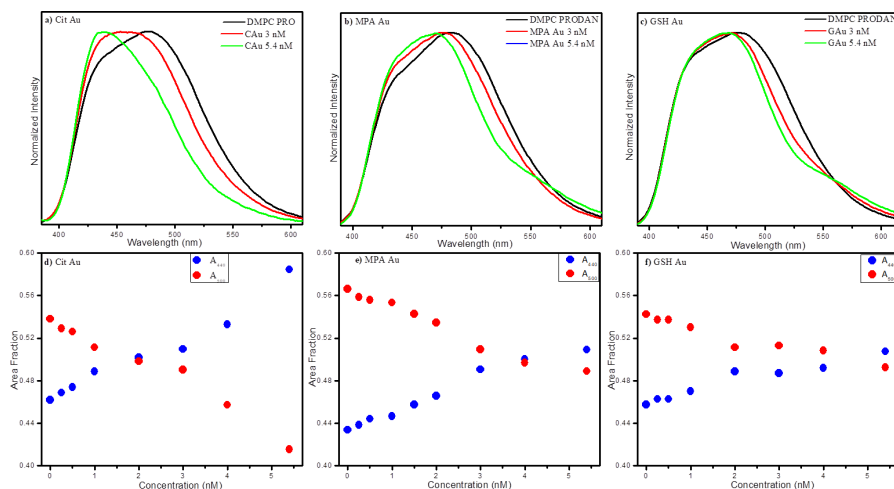 a) Cit Au
DMPC PRO
CAu 3 nM
CAu 5.4 nM
Normalized Intensity
400 450 500 550 600
Wavelength (nm)
b) MPA Au
DMPC PRODAN
MPA Au 3 nM
MPA Au 5.4 nM
Normalized Intensity
400 450 500 550 600
Wavelength (nm)
c) GSH Au
DMPC PRODAN
GAu 3 nM
GAu 5.4 nM
Normalized Intensity
400 450 500 550 600
Wavelength (nm)
d) Cit Au
A
A
Area Fraction
0.60
0.56
0.52
0.48
0.44
0.40
0 1 2 3 4 5
Concentration (nM)
e) MPA Au
A
A
Area Fraction
0.60
0.56
0.52
0.48
0.44
0.40
0 1 2 3 4 5
Concentration (nM)
f) GSH Au
A
A
Area Fraction
0.60
0.56
0.52
0.48
0.44
0.40
0 1 2 3 4 5
Concentration (nM)